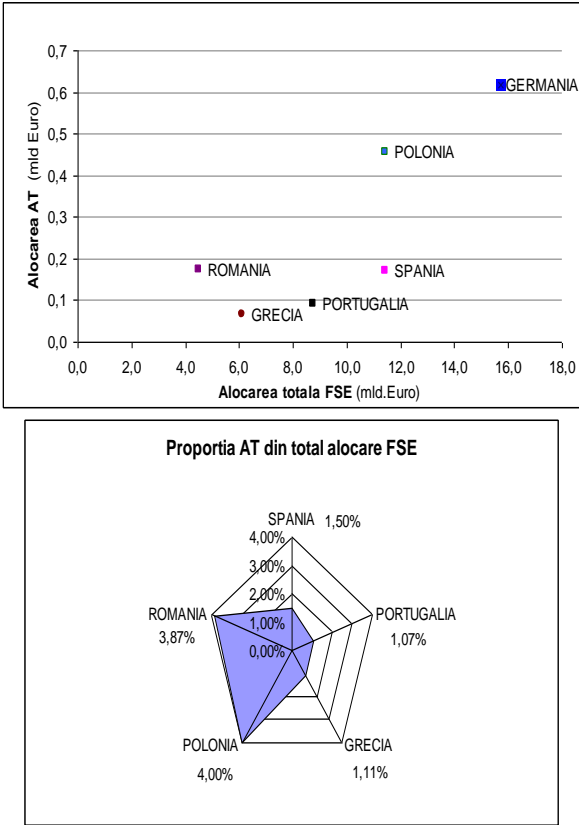 0,7
0,6
GERMANIA
0,5
POLONIA
0,4
0,3
0,2
ROMANIA
SPANIA
0,1
GRECIA
PORTUGALIA
0,0
Alocarea AT (mld Euro)
0,0 2,0 4,0 6,0 8,0 10,0 12,0 14,0 16,0 18,0
Alocarea totala FSE (mld.Euro)
Proportia AT din total alocare FSE
SPANIA 1,50%
4,00%
3,00%
2,00%
1,00%
0,00%
ROMANIA
3,87%
PORTUGALIA
1,07%
POLONIA
4,00%
GRECIA
1,11%